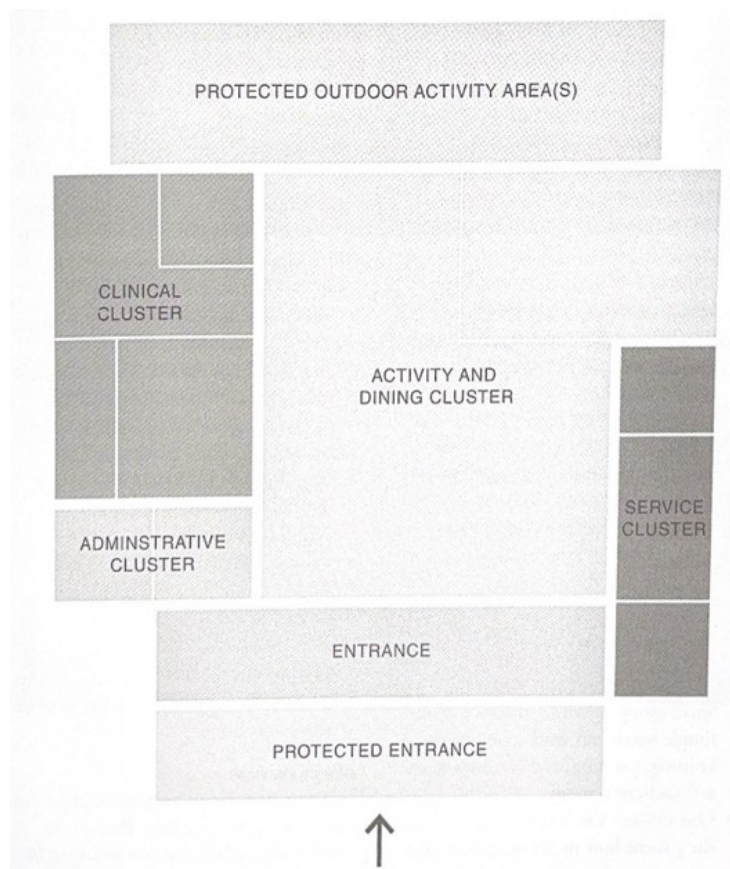 PROTECTED OUTDOOR ACTIVITY AREA(S)
CLINICAL
CLUSTER
ACTIVITY AND
DINING CLUSTER
SERVICE
CLUSTER
ADMINSTRATIVE
CLUSTER
ENTRANCE
PROTECTED ENTRANCE